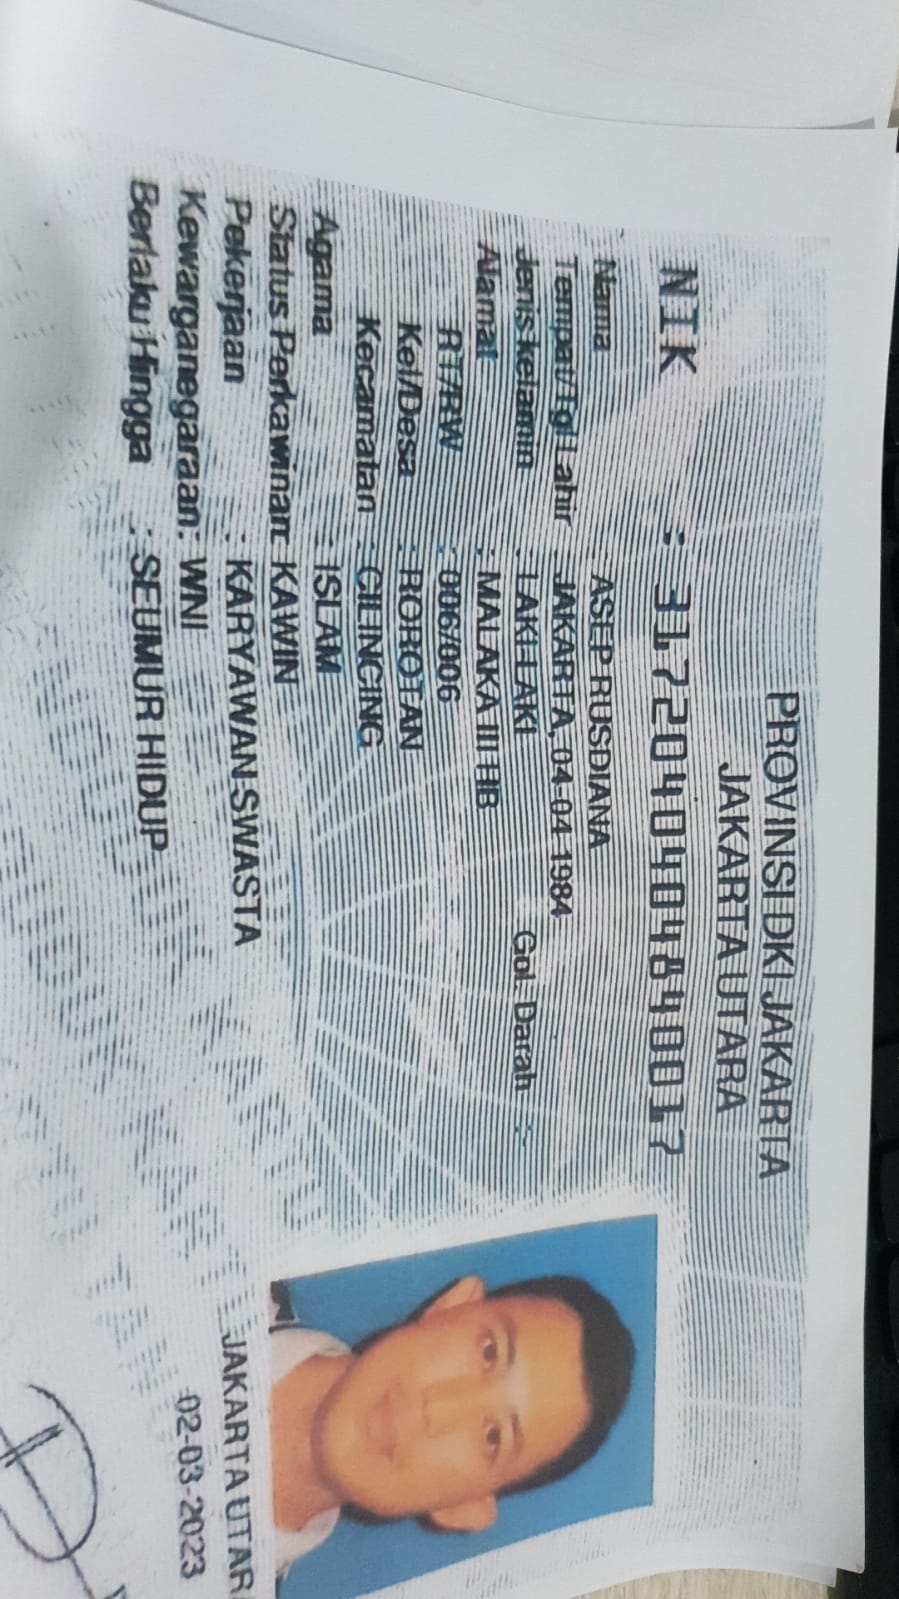 PROVINSI DKI JAKARTA
JAKARTA UTARA
NIK : 3172040404840017
Nama : ASEP RUSDIANA
Tempat/Tgl Lahir : JAKARTA, 04-04-1984
Jenis kelamin : LAKI-LAKI Gol. Darah : -
Alamat : MALAKA III HB
RT/RW : 006/006
Kel/Desa : ROROTAN
Kecamatan : CILINCING
Agama : ISLAM
Status Perkawinan: KAWIN
Pekerjaan : KARYAWAN SWASTA
Kewarganegaraan: WNI
Berlaku Hingga : SEUMUR HIDUP
JAKARTA UTAR
02-03-2023